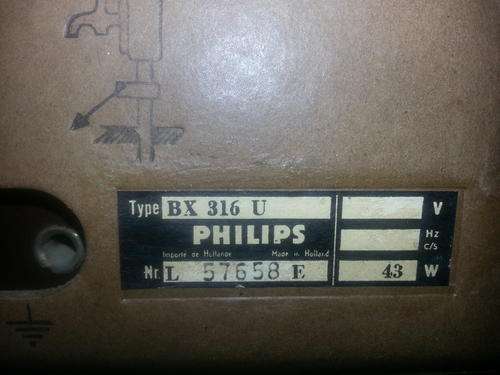 Type BX 316 U V
PHILIPS Hz
c/s
Importé de Hollande Made in Holland
Nr. L 57658 E 43 W